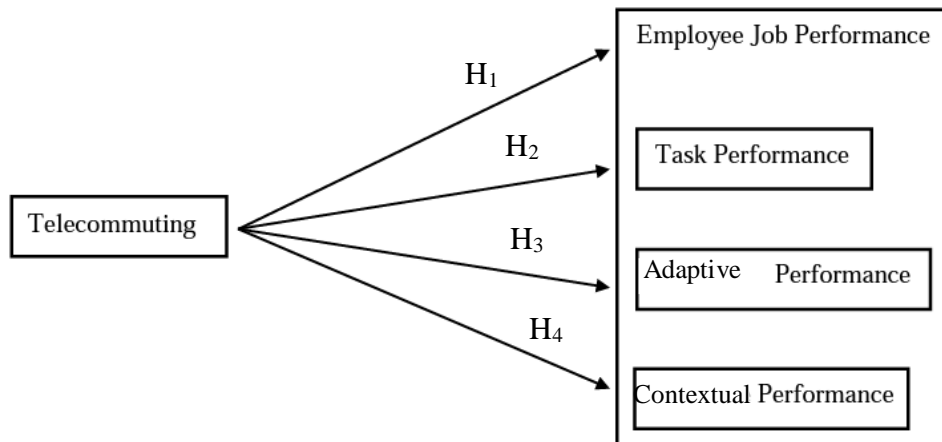 Employee Job Performance
H₁
H₂
Task Performance
Telecommuting
H₃
Adaptive Performance
H₄
Contextual Performance